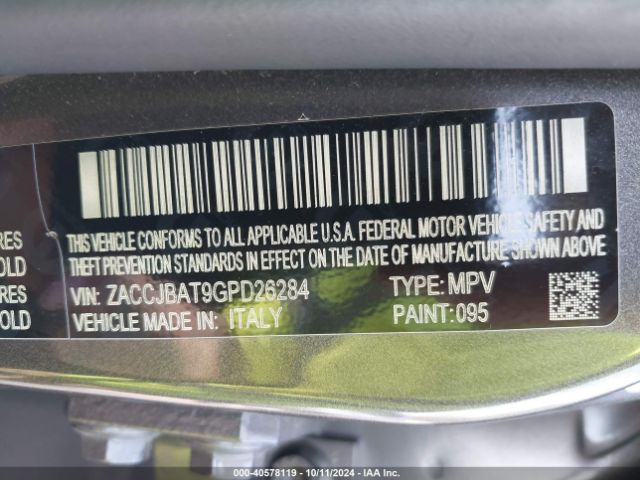 THIS VEHICLE CONFORMS TO ALL APPLICABLE U.S.A. FEDERAL MOTOR VEHICLE SAFETY AND
THEFT PREVENTION STANDARDS IN EFFECT ON THE DATE OF MANUFACTURE SHOWN ABOVE
VIN: ZACCJBAT9GPD26284 TYPE: MPV
VEHICLE MADE IN: ITALY PAINT: 095
RES
OLD
RES
OLD
000-40578119 - 10/11/2024 - IAA Inc.